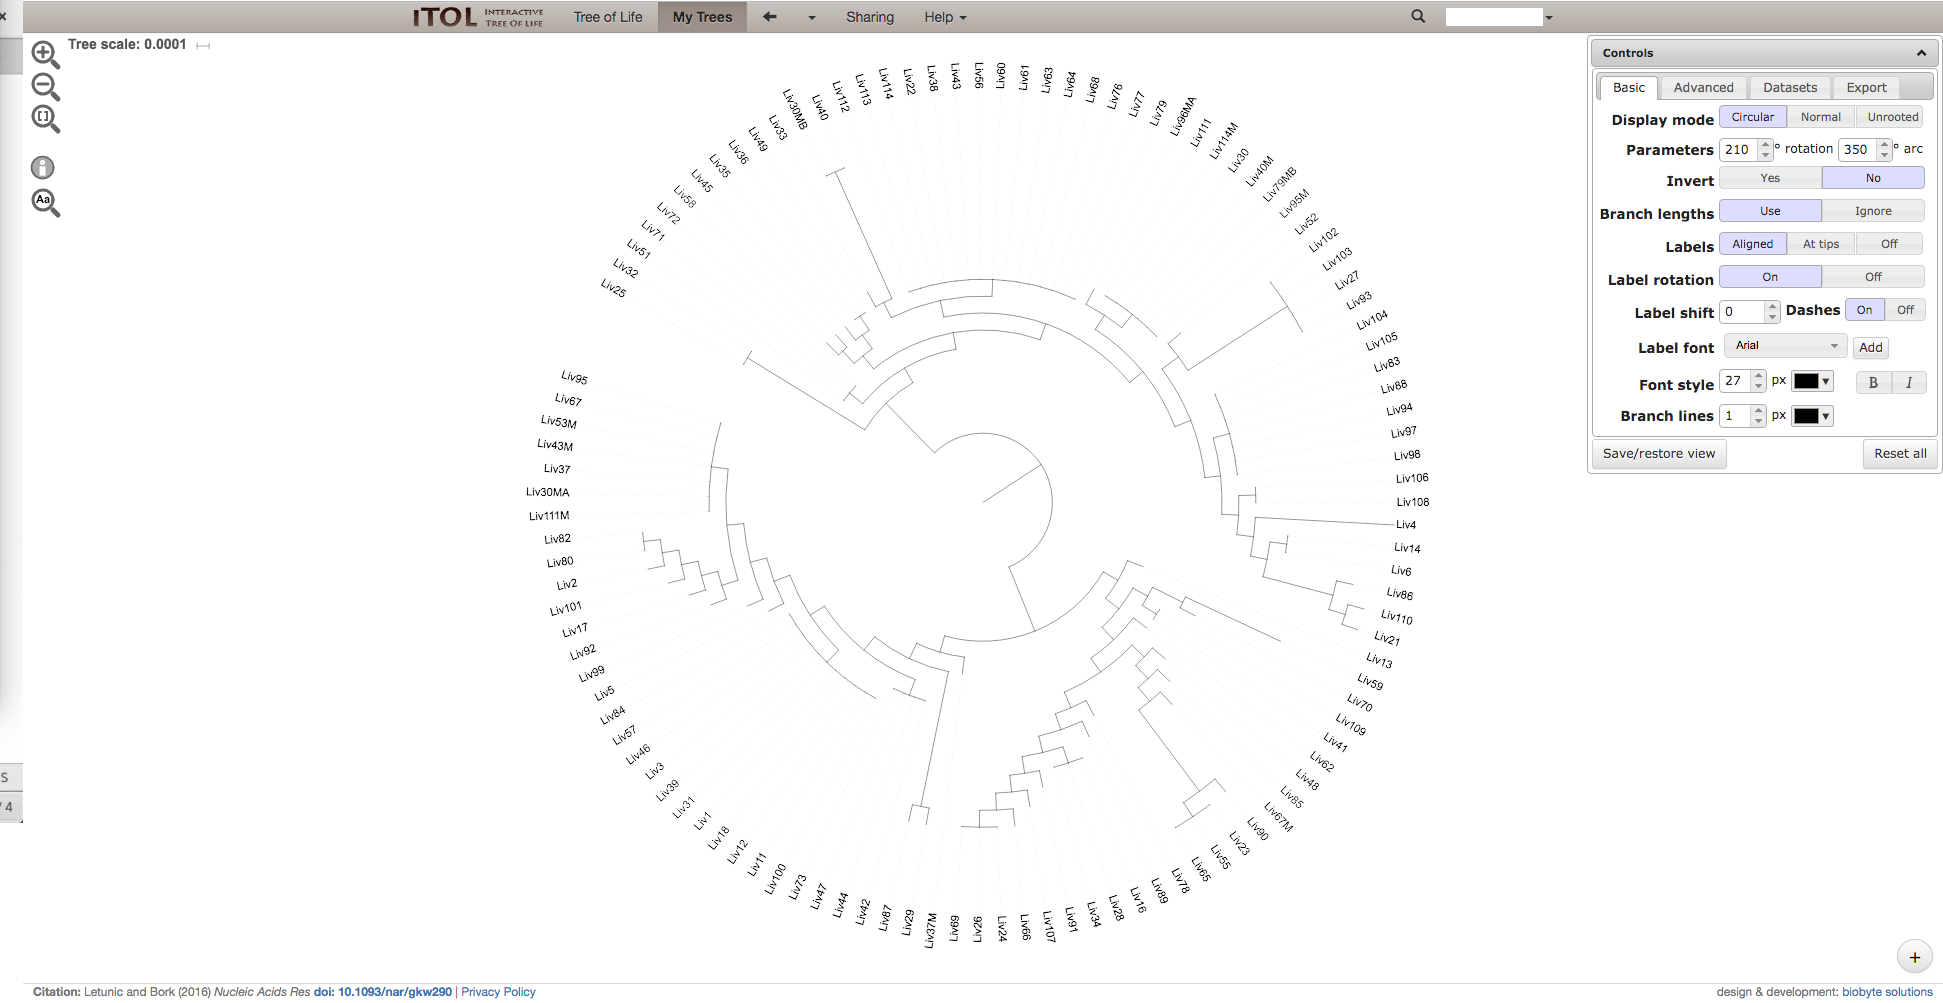 iTOL INTERACTIVE TREE OF LIFE Tree of Life My Trees Sharing Help
Tree scale: 0.0001
Aa
S
/ 4
Controls
Basic Advanced Datasets Export
Display mode Circular Normal Unrooted
Parameters 210 ° rotation 350 ° arc
Invert Yes No
Branch lengths Use Ignore
Labels Aligned At tips Off
Label rotation On Off
Label shift 0 Dashes On Off
Label font Arial Add
Font style 27 px B I
Branch lines 1 px
Save/restore view Reset all
Liv25
Liv32
Liv51
Liv71
Liv72
Liv58
Liv45
Liv35
Liv36
Liv49
Liv33
Liv30MB
Liv40
Liv112
Liv113
Liv114
Liv22
Liv38
Liv43
Liv56
Liv60
Liv61
Liv63
Liv64
Liv68
Liv76
Liv77
Liv79
Liv96MA
Liv111
Liv114M
Liv30
Liv40M
Liv79MB
Liv95M
Liv52
Liv102
Liv103
Liv27
Liv93
Liv104
Liv105
Liv83
Liv88
Liv94
Liv97
Liv98
Liv106
Liv108
Liv4
Liv14
Liv6
Liv86
Liv110
Liv21
Liv13
Liv59
Liv70
Liv109
Liv41
Liv62
Liv48
Liv85
Liv67M
Liv90
Liv23
Liv55
Liv65
Liv78
Liv89
Liv16
Liv28
Liv34
Liv91
Liv107
Liv66
Liv24
Liv26
Liv69
Liv37M
Liv29
Liv87
Liv42
Liv44
Liv47
Liv73
Liv100
Liv11
Liv12
Liv18
Liv1
Liv31
Liv39
Liv3
Liv46
Liv57
Liv84
Liv5
Liv99
Liv92
Liv17
Liv101
Liv2
Liv80
Liv82
Liv111M
Liv30MA
Liv37
Liv43M
Liv53M
Liv67
Liv95
Citation: Letunic and Bork (2016) Nucleic Acids Res doi: 10.1093/nar/gkw290 | Privacy Policy
design & development: biobyte solutions